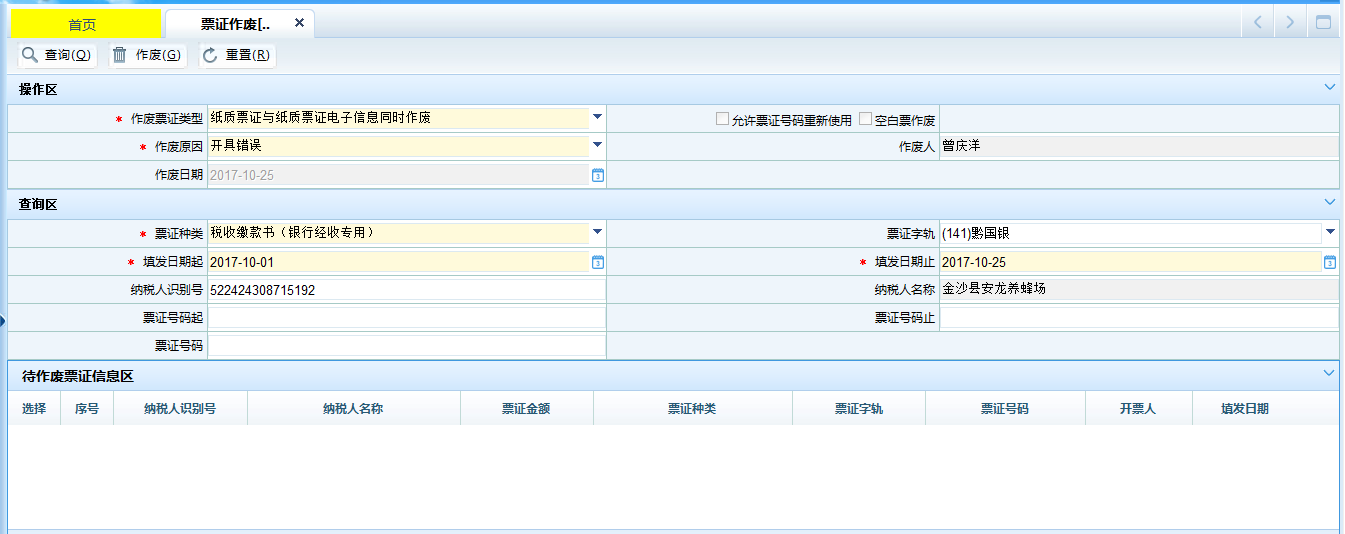 首页 票证作废[..
查询(Q) 作废(G) 重置(R)
操作区
* 作废票证类型 纸质票证与纸质票证电子信息同时作废 允许票证号码重新使用 空白票作废
* 作废原因 开具错误 作废人 曾庆洋
作废日期 2017-10-25
查询区
* 票证种类 税收缴款书（银行经收专用） 票证字轨 (141)黔国银
* 填发日期起 2017-10-01 * 填发日期止 2017-10-25
纳税人识别号 522424308715192 纳税人名称 金沙县安龙养蜂场
票证号码起 票证号码止
票证号码
待作废票证信息区
选择 序号 纳税人识别号 纳税人名称 票证金额 票证种类 票证字轨 票证号码 开票人 填发日期